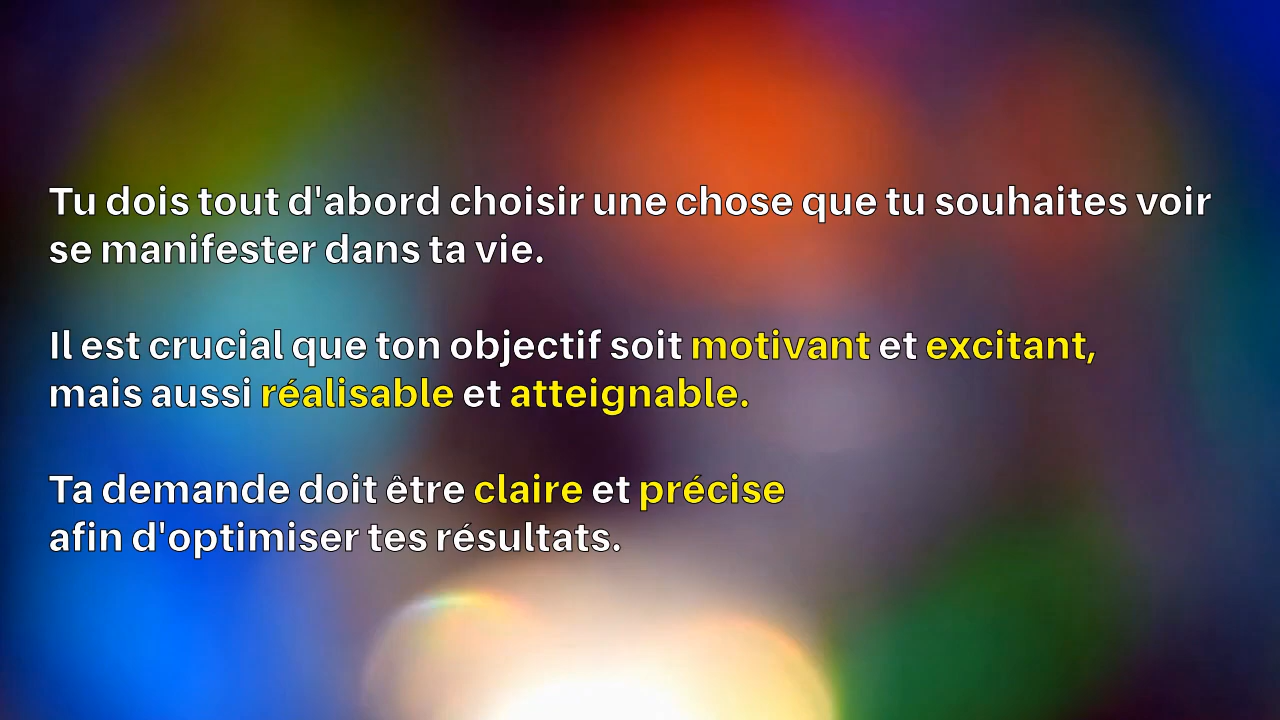 Tu dois tout d'abord choisir une chose que tu souhaites voir
se manifester dans ta vie.
Il est crucial que ton objectif soit motivant et excitant,
mais aussi réalisable et atteignable.
Ta demande doit être claire et précise
afin d'optimiser tes résultats.